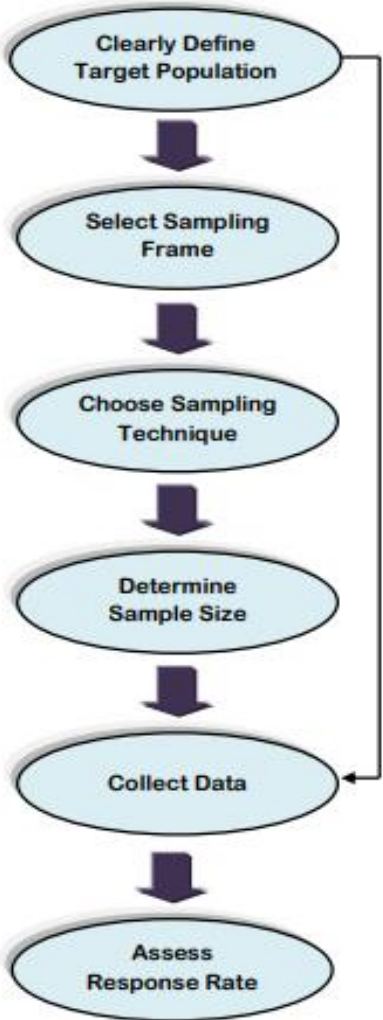 Clearly Define
Target Population
Select Sampling
Frame
Choose Sampling
Technique
Determine
Sample Size
Collect Data
Assess
Response Rate